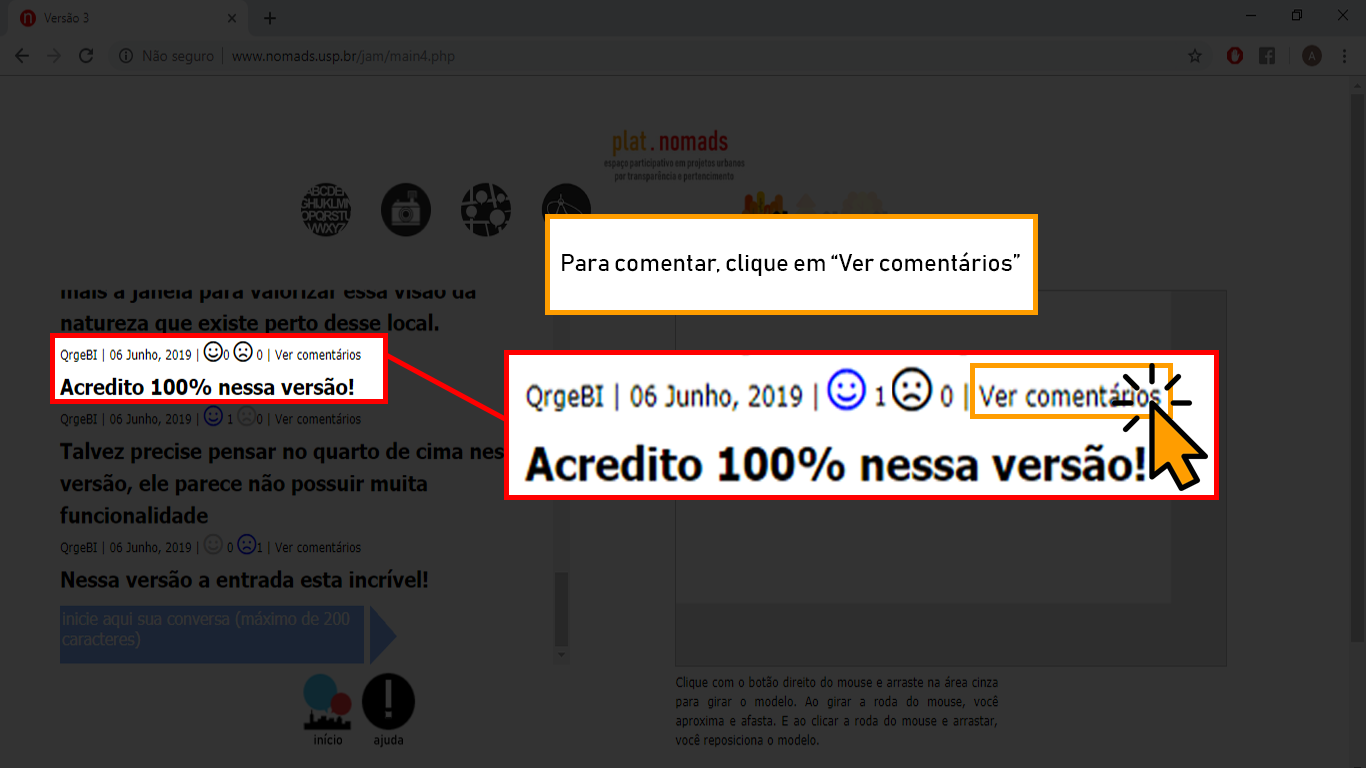 Versão 3
Não seguro | www.nomads.usp.br/jam/main4.php
A
plat.nomads
espaço participativo em projetos urbanos
por transparência e pertencimento
ABCDE
GHIJKLM
OPQRSTU
VWXYZ
Para comentar, clique em “Ver comentários”
mais a janela para valorizar essa visão da
natureza que existe perto desse local.
QrgeBI | 06 Junho, 2019 | 0 0 | Ver comentários
Acredito 100% nessa versão!
QrgeBI | 06 Junho, 2019 | 1 0 | Ver comentários
Acredito 100% nessa versão!
QrgeBI | 06 Junho, 2019 | 1 0 | Ver comentários
Talvez precise pensar no quarto de cima nes
versão, ele parece não possuir muita
funcionalidade
QrgeBI | 06 Junho, 2019 | 0 1 | Ver comentários
Nessa versão a entrada esta incrível!
inicie aqui sua conversa (máximo de 200
caracteres)
início
ajuda
Clique com o botão direito do mouse e arraste na área cinza
para girar o modelo. Ao girar a roda do mouse, você
aproxima e afasta. E ao clicar a roda do mouse e arrastar,
você reposiciona o modelo.